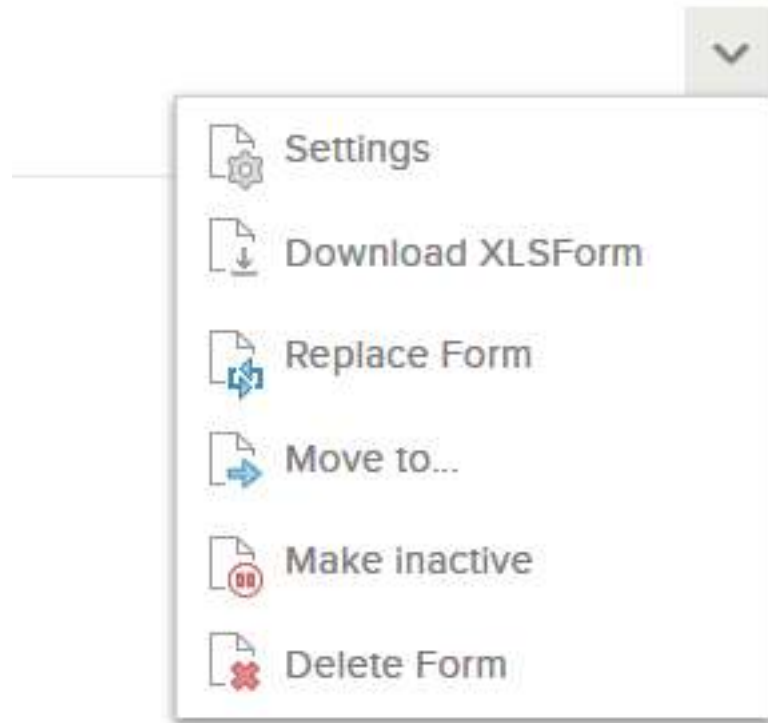 Settings
Download XLSForm
Replace Form
Move to...
Make inactive
Delete Form